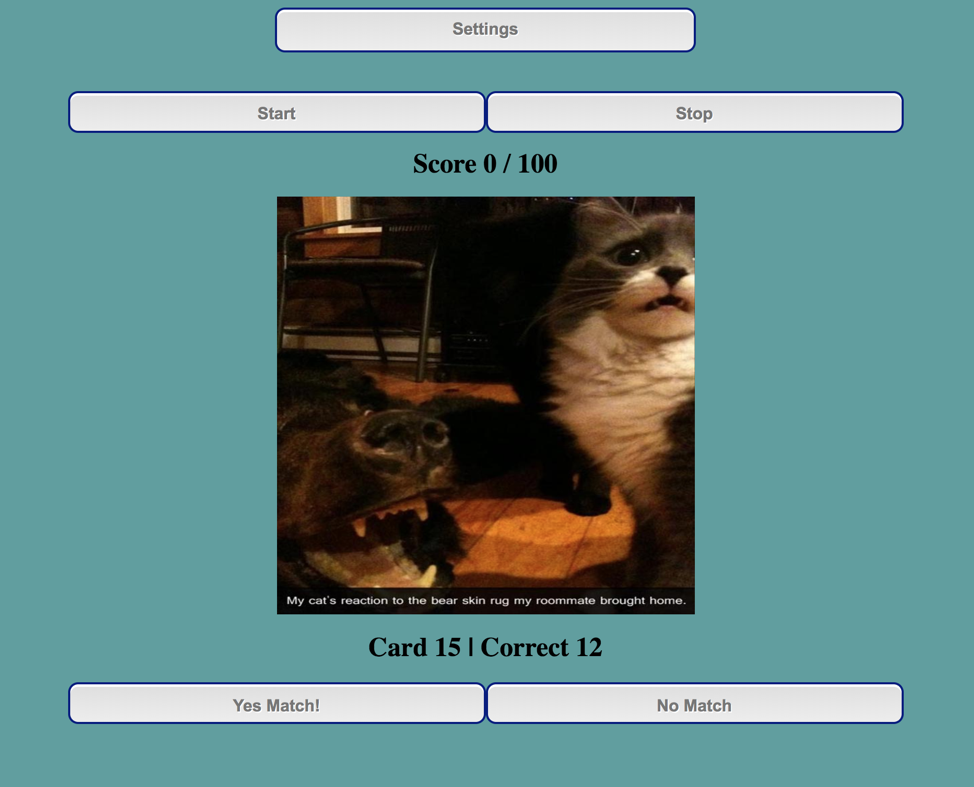 Settings
Start
Stop
Score 0 / 100
My cat's reaction to the bear skin rug my roommate brought home.
Card 15 | Correct 12
Yes Match!
No Match